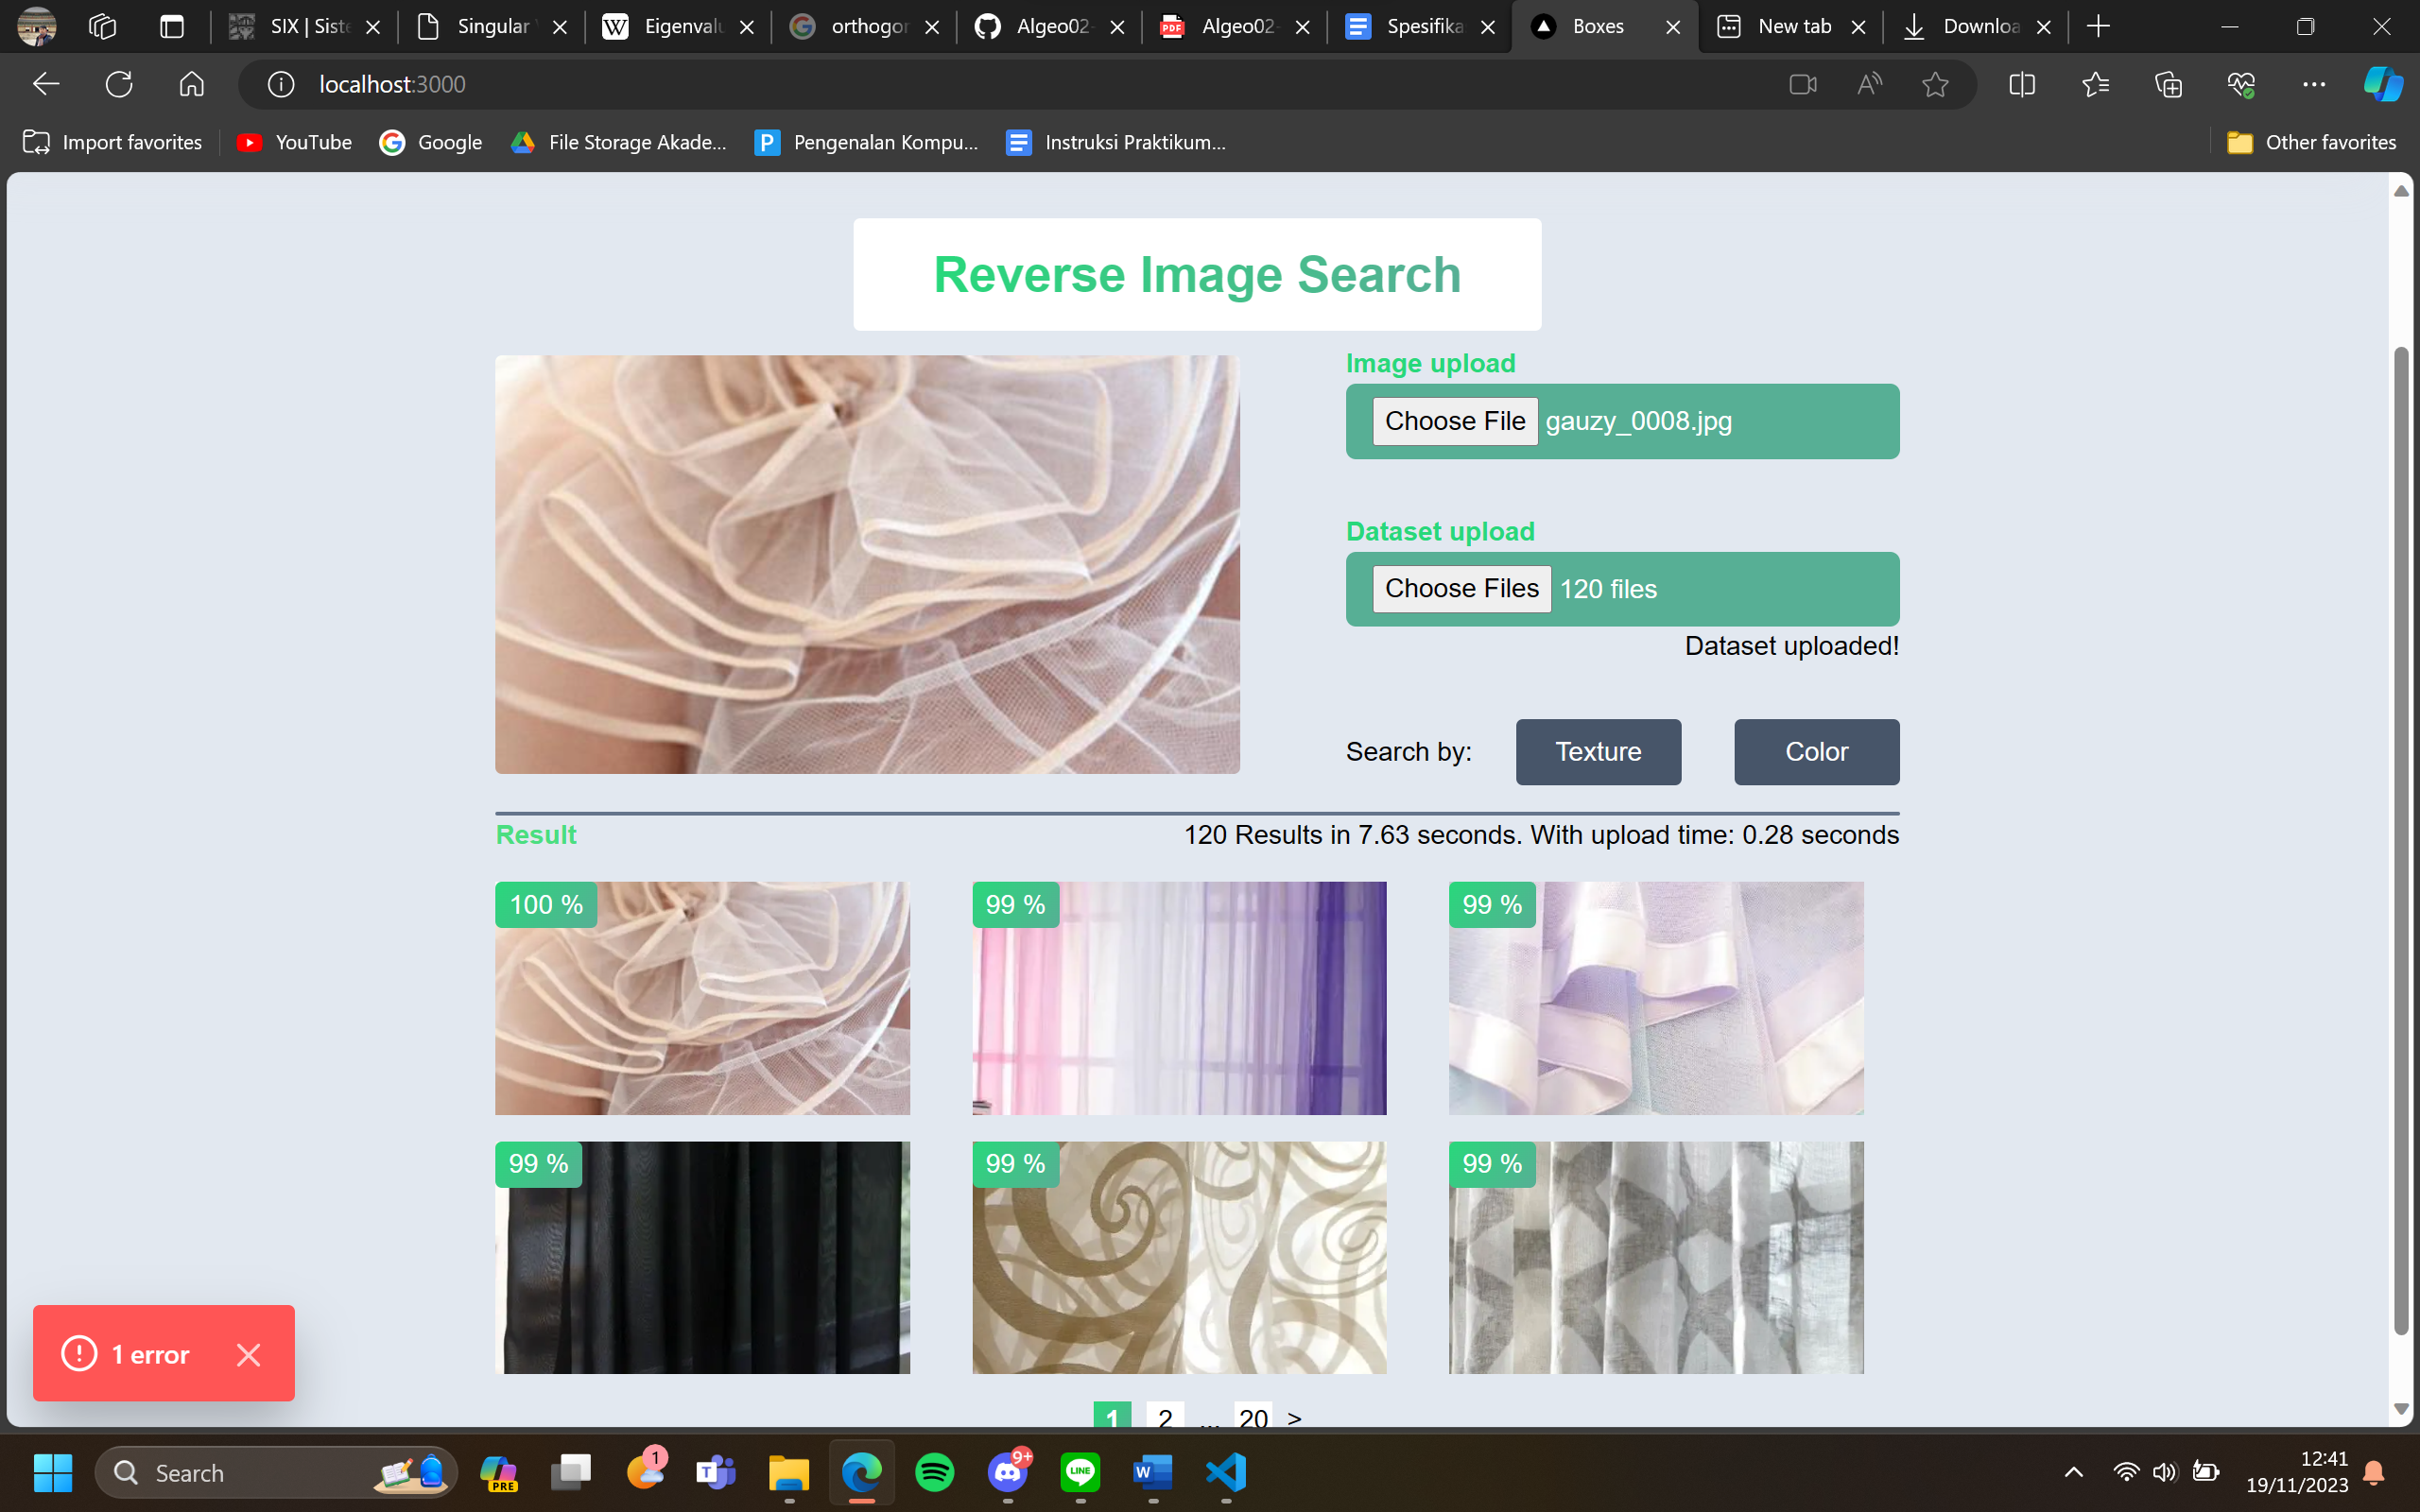 SIX | Siste
Singular
Eigenvalu
orthogor
Algeo02-
Algeo02-
Spesifika
Boxes
New tab
Downloa
localhost:3000
Import favorites
YouTube
Google
File Storage Akade...
Pengenalan Kompu...
Instruksi Praktikum...
Other favorites
Reverse Image Search
Image upload
Choose File gauzy_0008.jpg
Dataset upload
Choose Files 120 files
Dataset uploaded!
Search by:
Texture
Color
Result
120 Results in 7.63 seconds. With upload time: 0.28 seconds
100 %
99 %
99 %
99 %
99 %
99 %
1 error
1 2 ... 20 >
Search
PRE
1
9+
LINE
12:41
19/11/2023